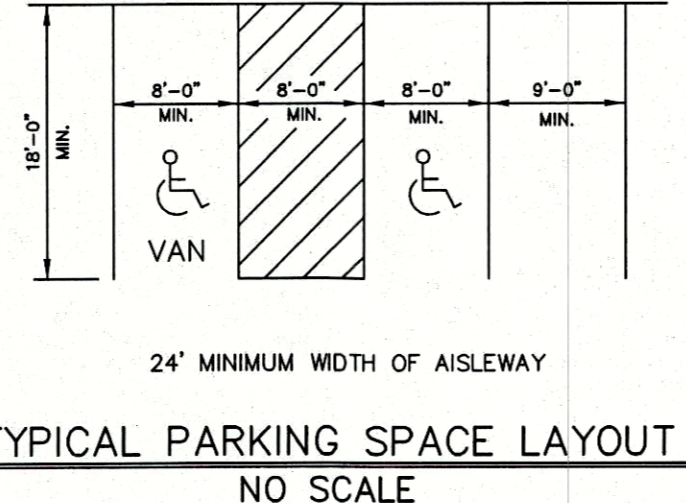 8'-0" 8'-0" 8'-0" 9'-0"
MIN. MIN. MIN. MIN.
18'-0"
MIN.
VAN
24' MINIMUM WIDTH OF AISLEWAY
TYPICAL PARKING SPACE LAYOUT
NO SCALE